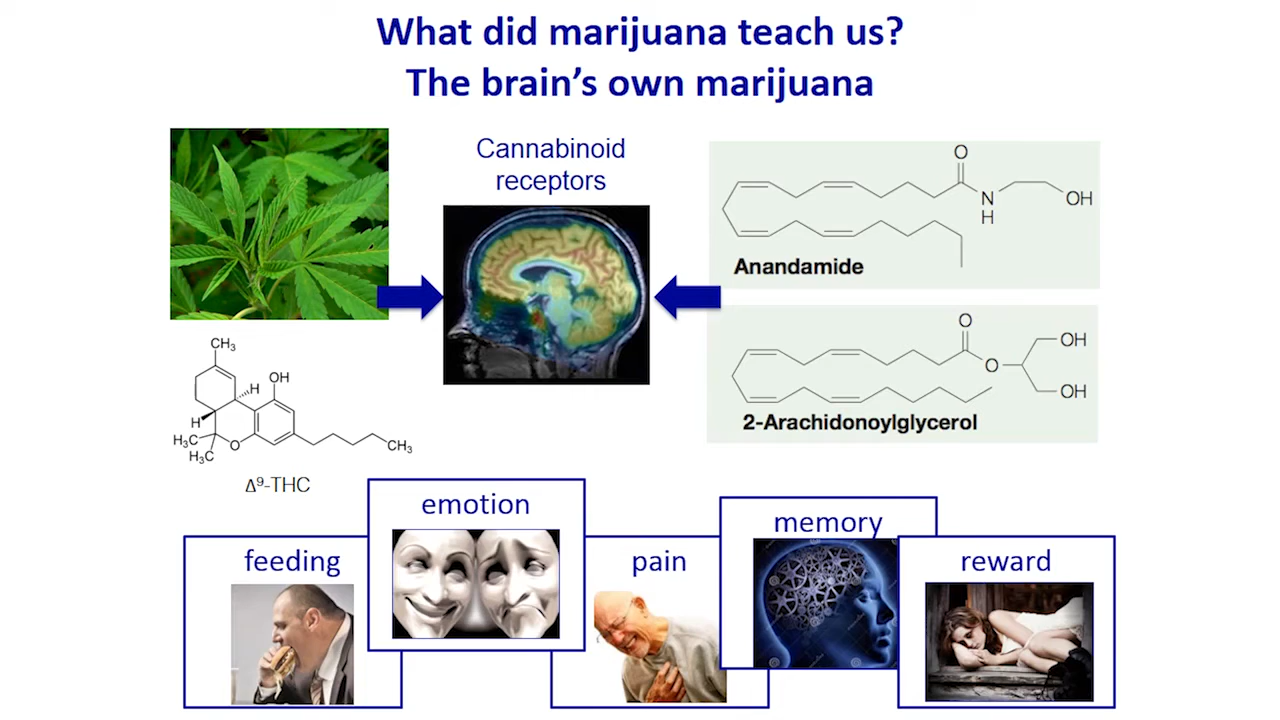 What did marijuana teach us?
The brain's own marijuana
Cannabinoid
receptors
O
N
H
OH
Anandamide
O
O
OH
OH
2-Arachidonoylglycerol
CH₃
OH
H
H
H₃C
H₃C
O
CH₃
Δ⁹-THC
feeding
emotion
pain
memory
reward